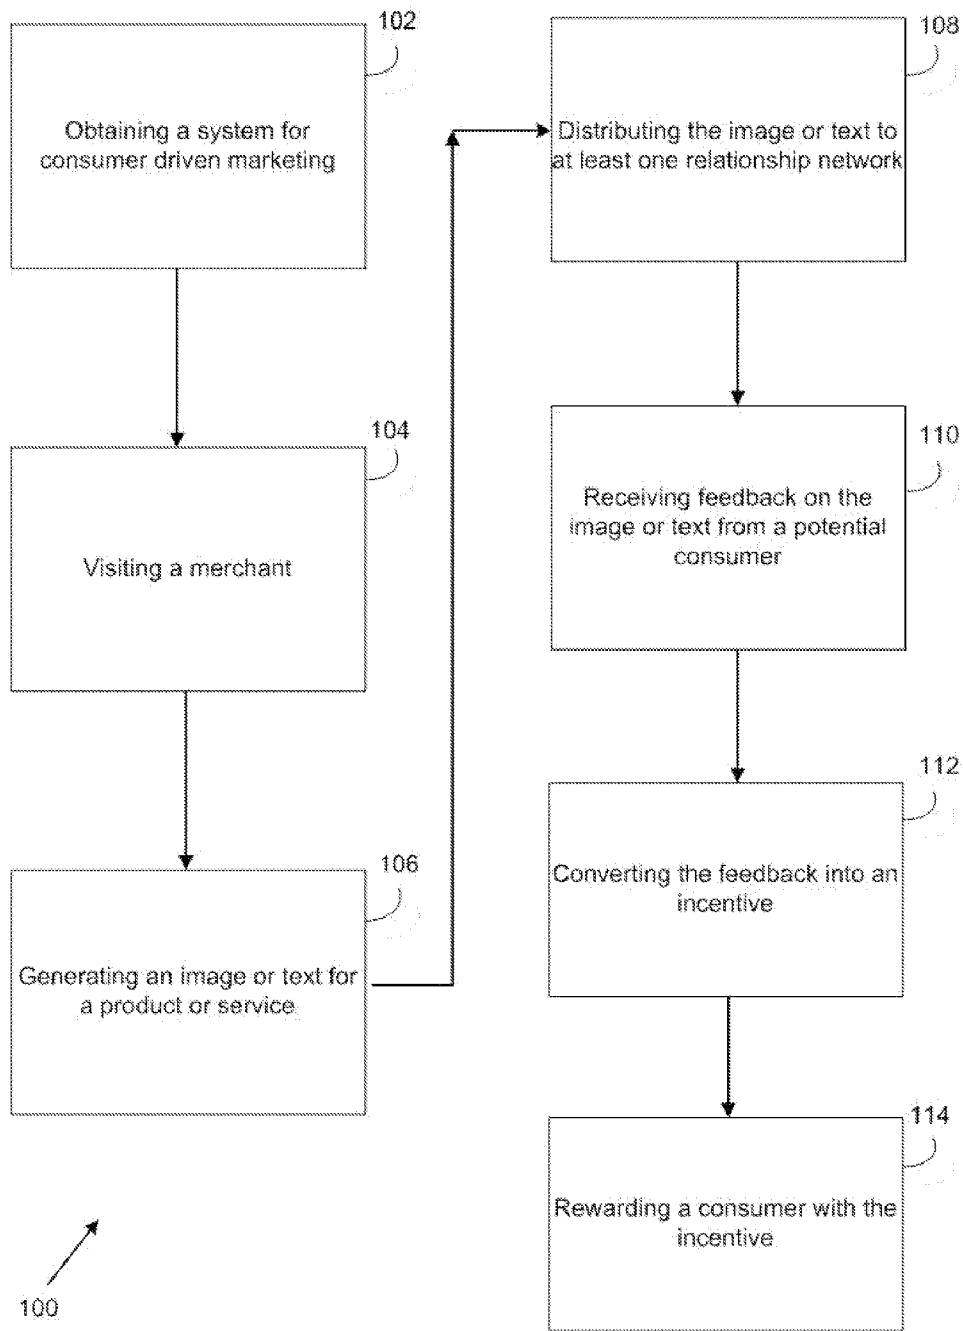 102
Obtaining a system for
consumer driven marketing
104
Visiting a merchant
106
Generating an image or text for
a product or service
108
Distributing the image or text to
at least one relationship network
110
Receiving feedback on the
image or text from a potential
consumer
112
Converting the feedback into an
incentive
114
Rewarding a consumer with the
incentive
100